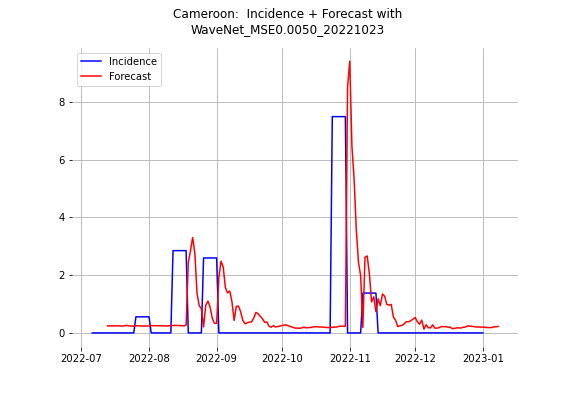 Cameroon:  Incidence + Forecast with
WaveNet_MSE0.0050_20221023
Incidence
Forecast
8
6
4
2
0
2022-07 2022-08 2022-09 2022-10 2022-11 2022-12 2023-01